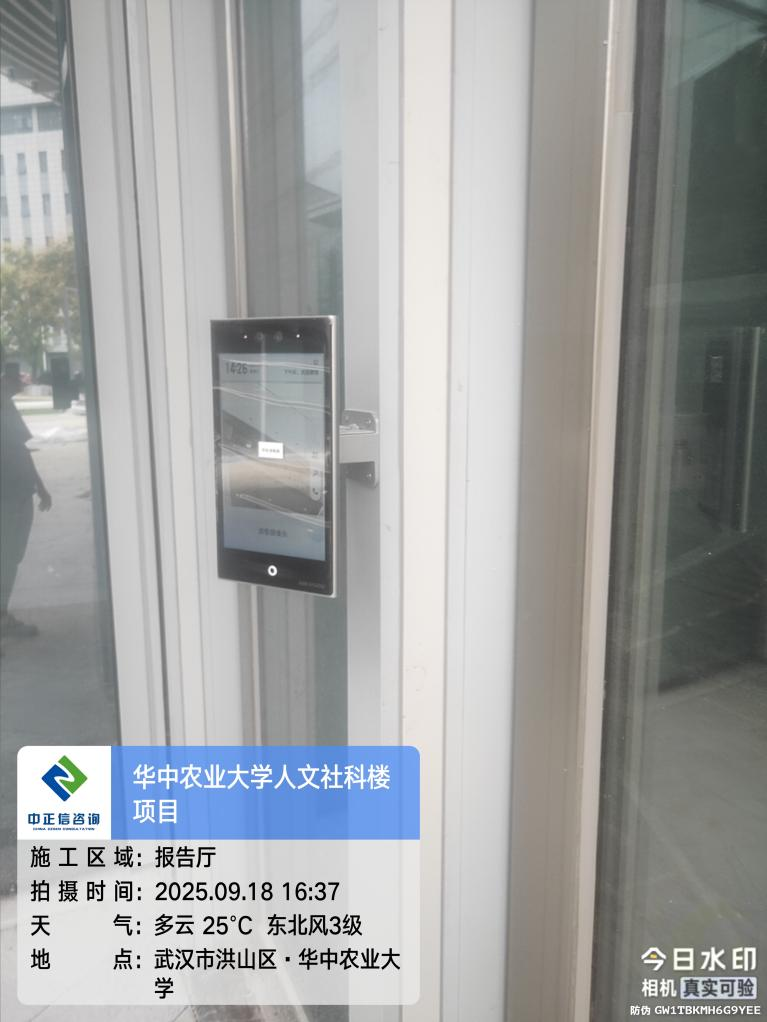 14:26
中正信咨询
CHINA ZENXN CONSULTATION
华中农业大学人文社科楼
项目
施工区域：报告厅
拍摄时间：2025.09.18 16:37
天气：多云 25°C 东北风3级
地点：武汉市洪山区·华中农业大
学
今日水印
相机 真实可验
防伪 GW1TBKMH6G9YEE